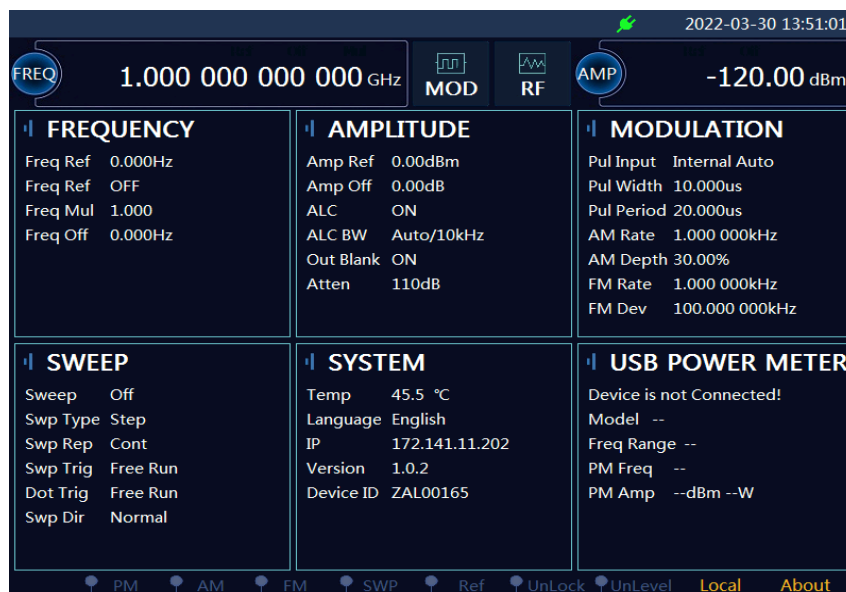 2022-03-30 13:51:01
FREQ 1.000 000 000 000 GHz MOD RF AMP -120.00 dBm
FREQUENCY
Freq Ref 0.000Hz
Freq Ref OFF
Freq Mul 1.000
Freq Off 0.000Hz
AMPLITUDE
Amp Ref 0.00dBm
Amp Off 0.00dB
ALC ON
ALC BW Auto/10kHz
Out Blank ON
Atten 110dB
MODULATION
Pul Input Internal Auto
Pul Width 10.000us
Pul Period 20.000us
AM Rate 1.000 000kHz
AM Depth 30.00%
FM Rate 1.000 000kHz
FM Dev 100.000 000kHz
SWEEP
Sweep Off
Swp Type Step
Swp Rep Cont
Swp Trig Free Run
Dot Trig Free Run
Swp Dir Normal
SYSTEM
Temp 45.5 ℃
Language English
IP 172.141.11.202
Version 1.0.2
Device ID ZAL00165
USB POWER METER
Device is not Connected!
Model --
Freq Range --
PM Freq --
PM Amp --dBm --W
PM AM FM SWP Ref UnLock UnLevel Local About